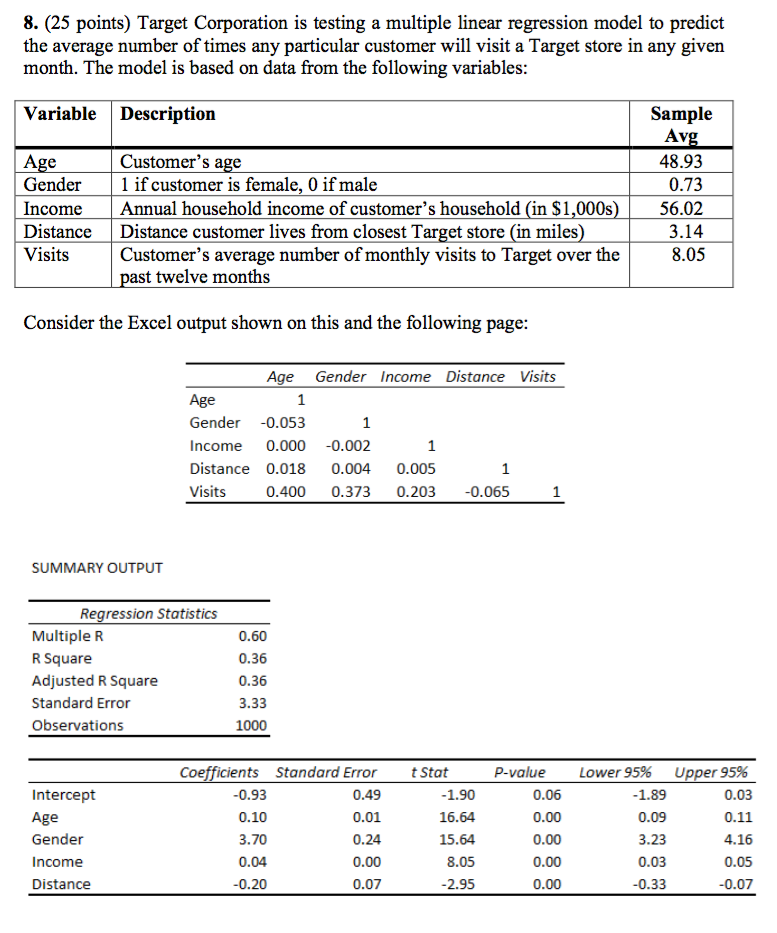 8. (25 points) Target Corporation is testing a multiple linear regression model to predict
the average number of times any particular customer will visit a Target store in any given
month. The model is based on data from the following variables:
Variable Description Sample
Avg
Age Customer's age 48.93
Gender 1 if customer is female, 0 if male 0.73
Income Annual household income of customer's household (in $1,000s) 56.02
Distance Distance customer lives from closest Target store (in miles) 3.14
Visits Customer's average number of monthly visits to Target over the 8.05
past twelve months
Consider the Excel output shown on this and the following page:
Age Gender Income Distance Visits
Age 1
Gender -0.053 1
Income 0.000 -0.002 1
Distance 0.018 0.004 0.005 1
Visits 0.400 0.373 0.203 -0.065 1
SUMMARY OUTPUT
Regression Statistics
Multiple R 0.60
R Square 0.36
Adjusted R Square 0.36
Standard Error 3.33
Observations 1000
Coefficients Standard Error t Stat P-value Lower 95% Upper 95%
Intercept -0.93 0.49 -1.90 0.06 -1.89 0.03
Age 0.10 0.01 16.64 0.00 0.09 0.11
Gender 3.70 0.24 15.64 0.00 3.23 4.16
Income 0.04 0.00 8.05 0.00 0.03 0.05
Distance -0.20 0.07 -2.95 0.00 -0.33 -0.07